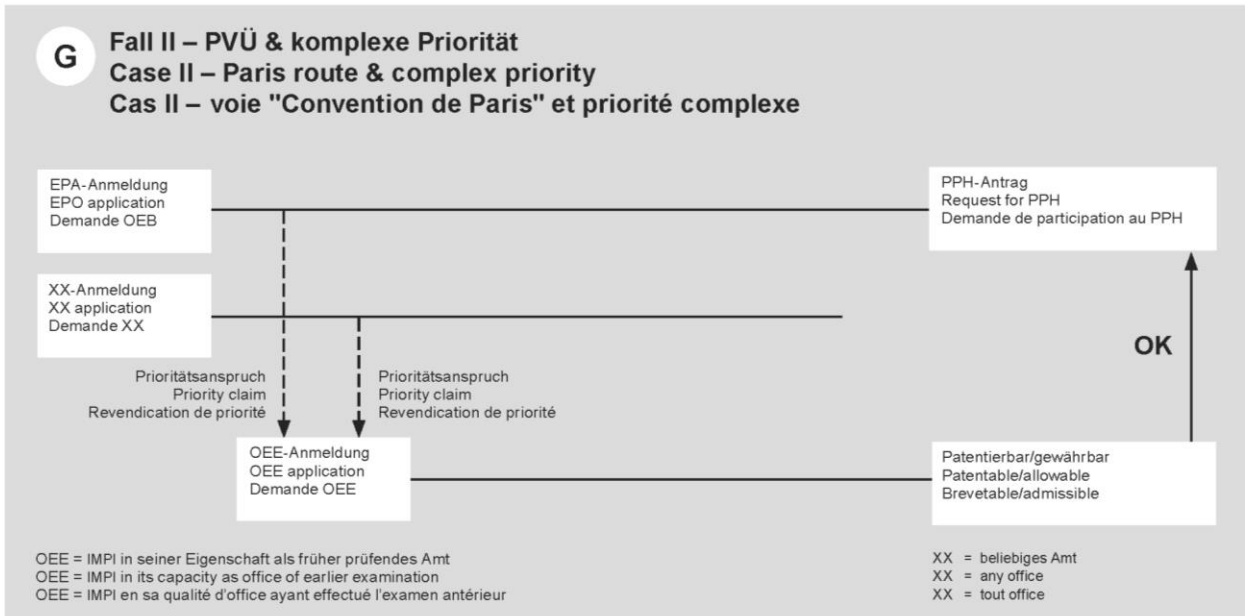 G
Fall II – PVÜ & komplexe Priorität
Case II – Paris route & complex priority
Cas II – voie "Convention de Paris" et priorité complexe
EPA-Anmeldung
EPO application
Demande OEB
PPH-Antrag
Request for PPH
Demande de participation au PPH
XX-Anmeldung
XX application
Demande XX
OK
Prioritätsanspruch
Priority claim
Revendication de priorité
Prioritätsanspruch
Priority claim
Revendication de priorité
OEE-Anmeldung
OEE application
Demande OEE
Patentierbar/gewährbar
Patentable/allowable
Brevetable/admissible
OEE = IMPI in seiner Eigenschaft als früher prüfendes Amt
OEE = IMPI in its capacity as office of earlier examination
OEE = IMPI en sa qualité d'office ayant effectué l'examen antérieur
XX = beliebiges Amt
XX = any office
XX = tout office